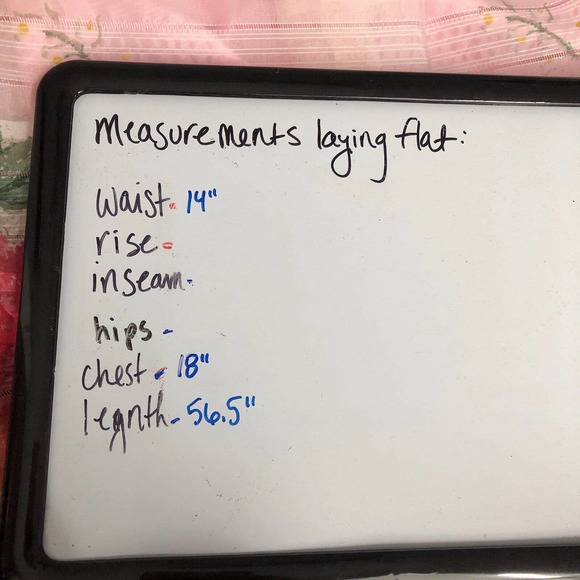 Measurements laying flat:
waist- 14"
rise-
inseam-
hips -
chest - 18"
legnth- 56.5"